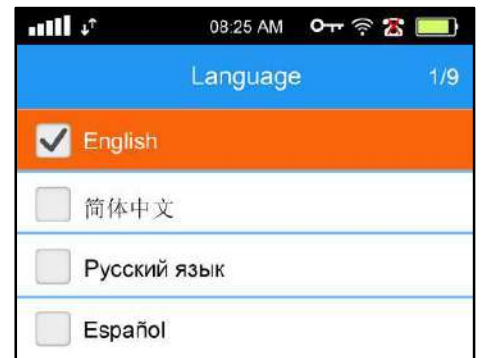 08:25 AM
Language 1/9
English
简体中文
Русский язык
Español